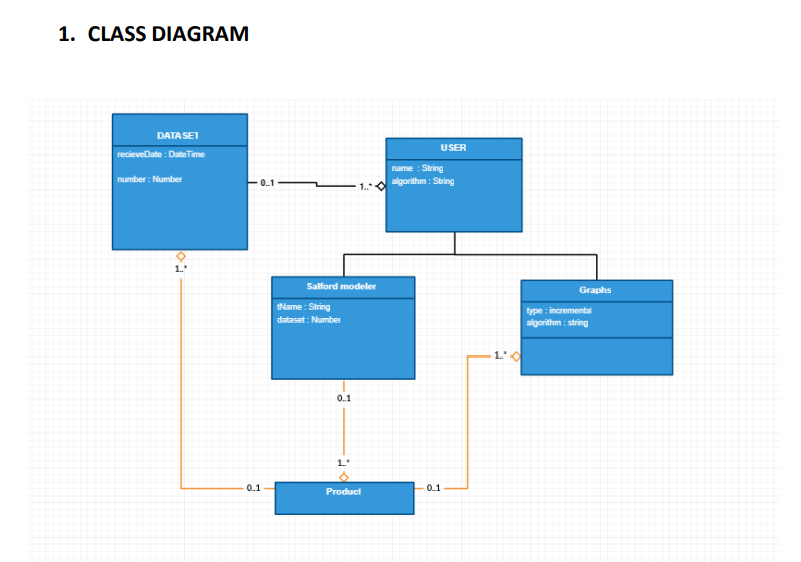 1. CLASS DIAGRAM
DATASET
recieveDate : DateTime
number : Number
0..1
1..*
USER
name : String
algorithm : String
1..*
Salford modeler
tName : String
dataset : Number
Graphs
type : incremental
algorithm : string
1..*
0..1
1..*
0..1
Product
0..1